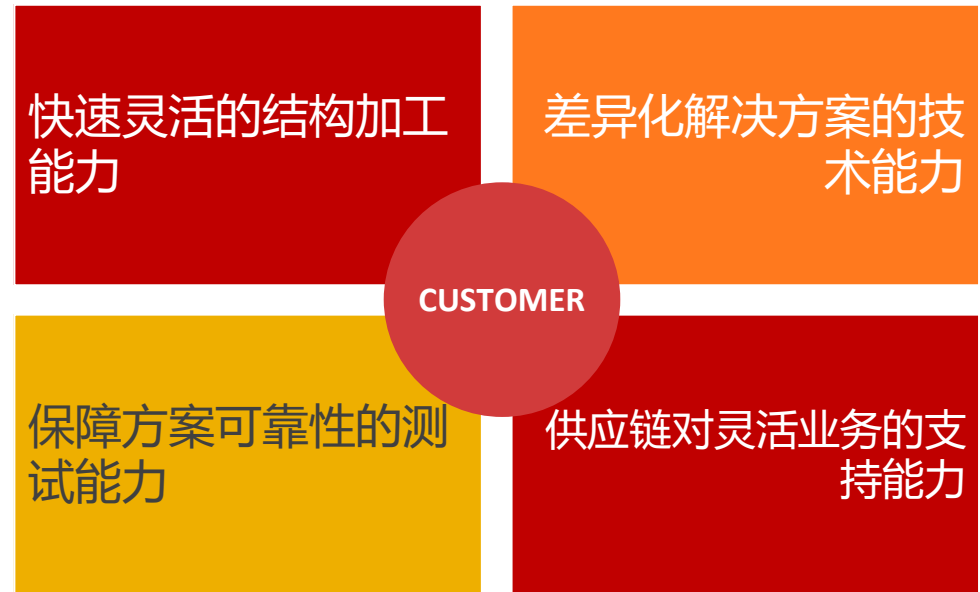 快速灵活的结构加工
能力
差异化解决方案的技
术能力
CUSTOMER
保障方案可靠性的测
试能力
供应链对灵活业务的支
持能力